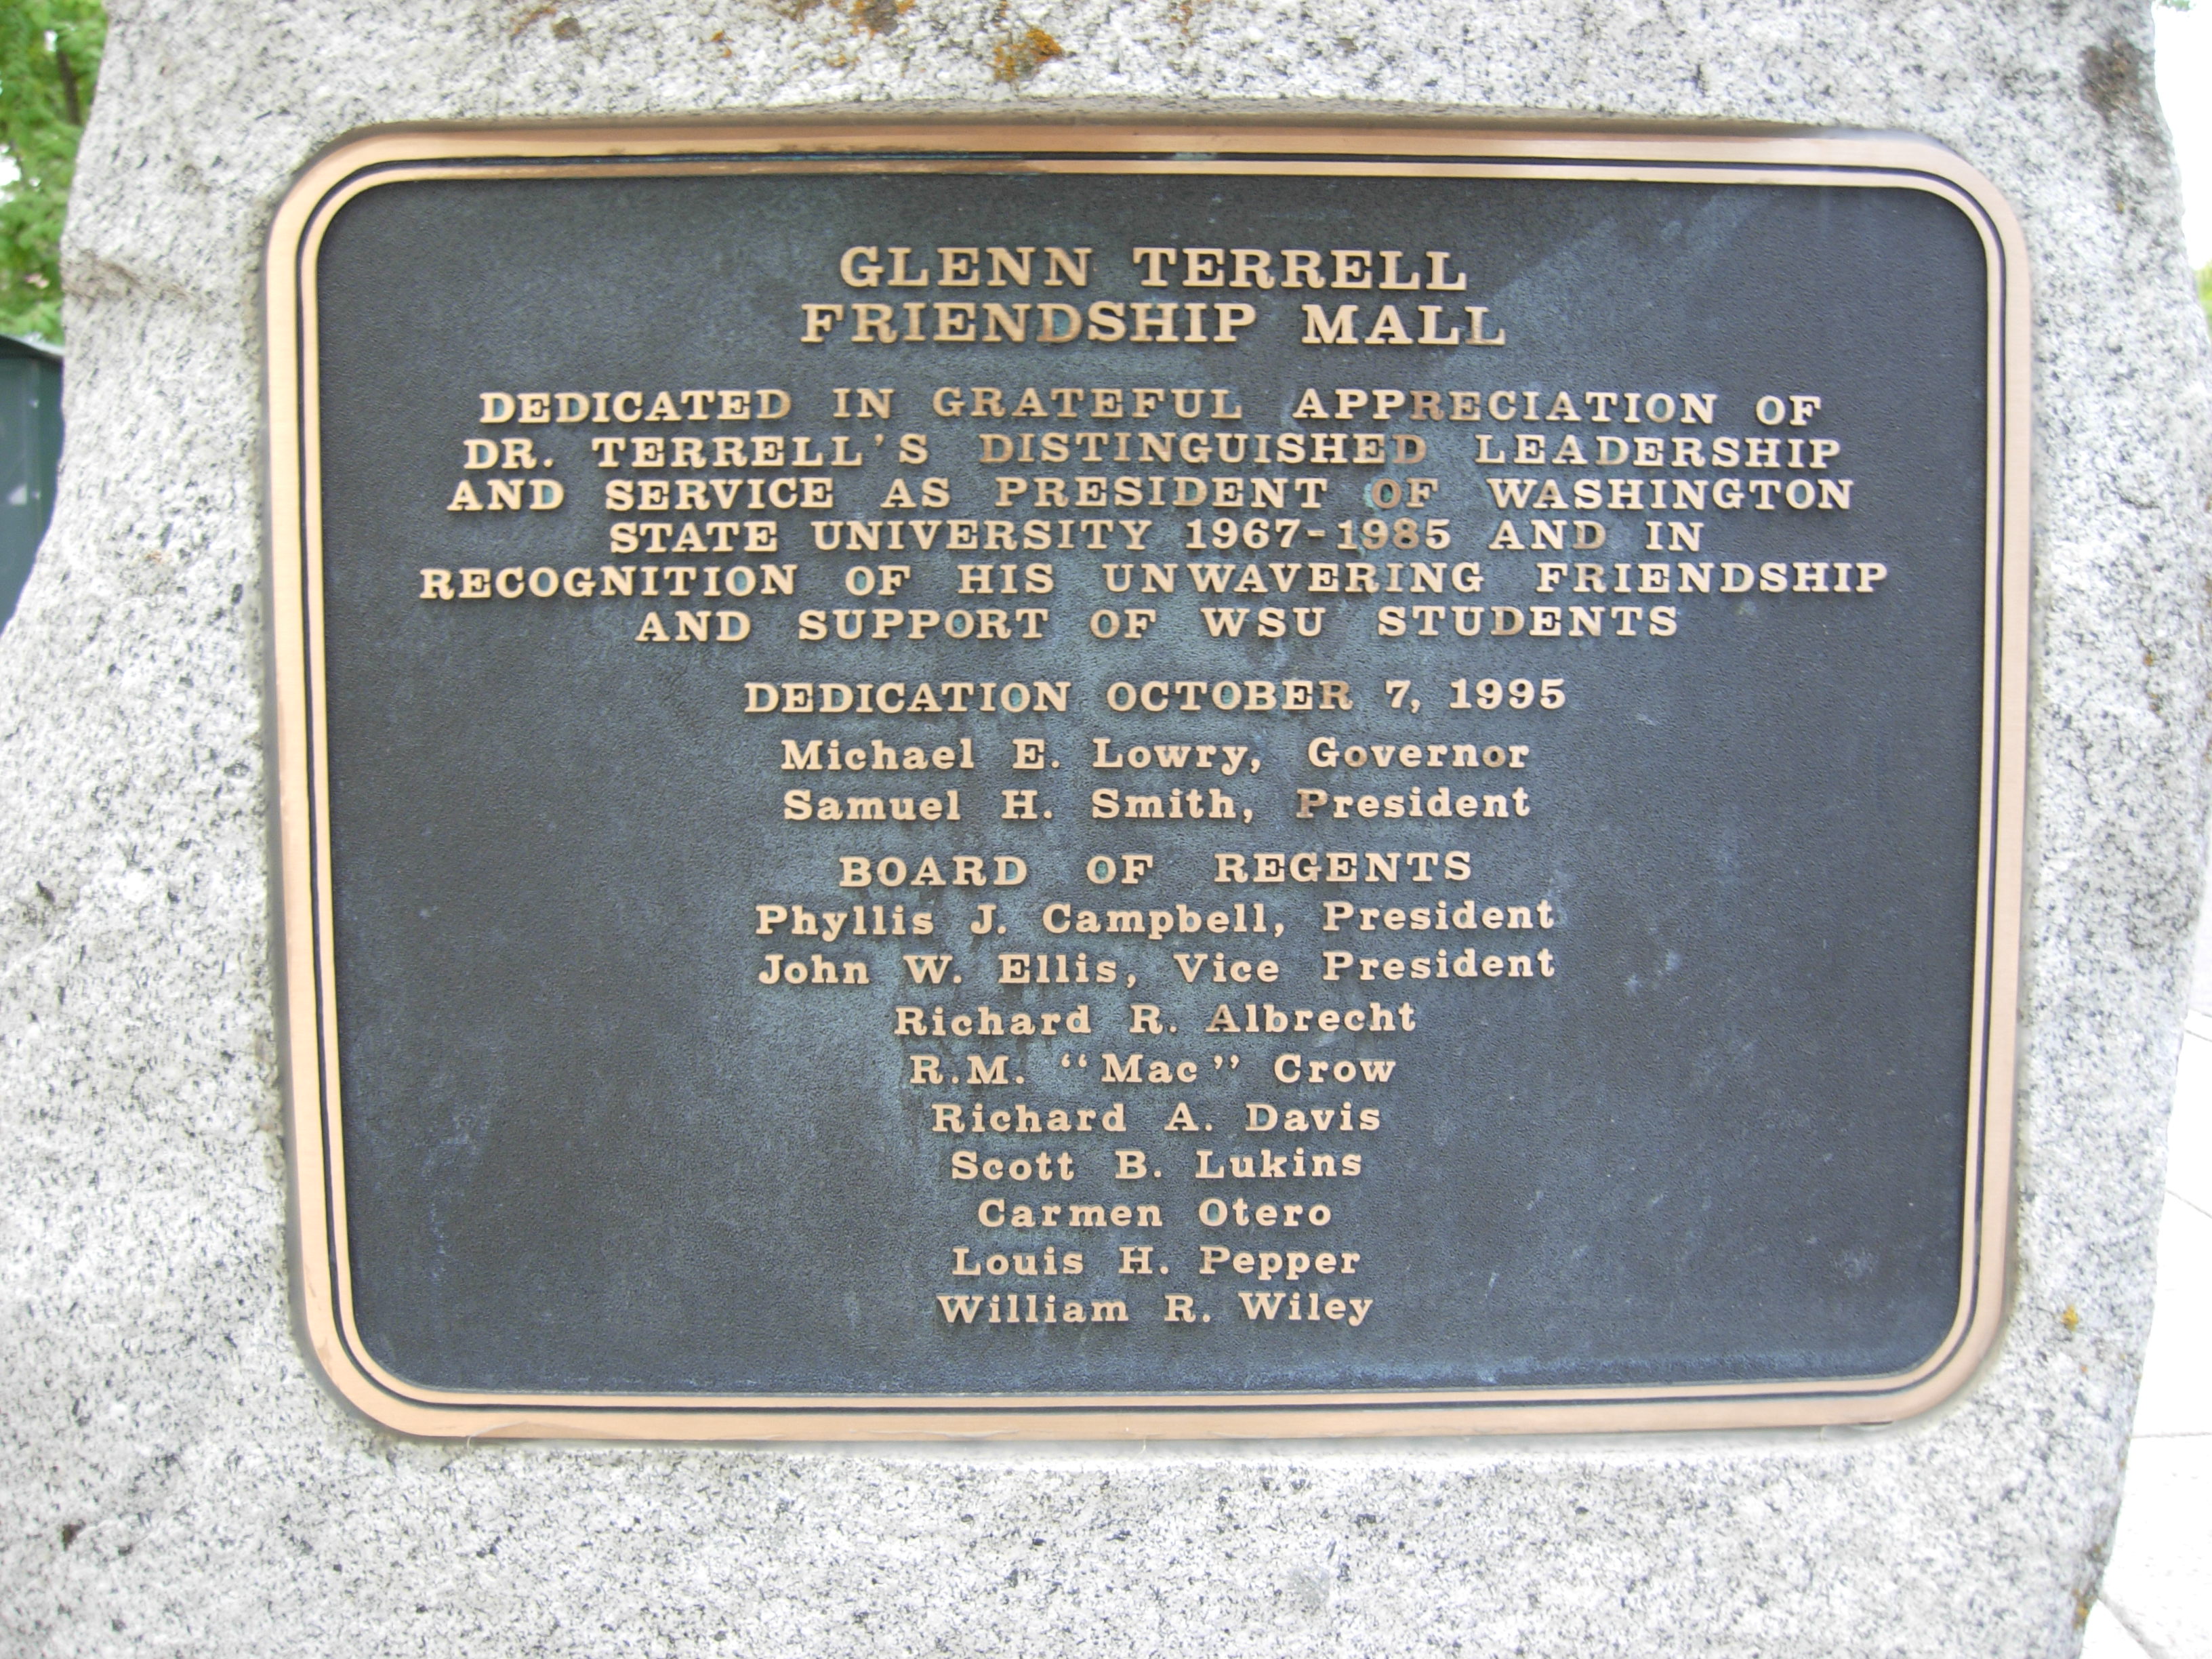 GLENN TERRELL
FRIENDSHIP MALL
DEDICATED IN GRATEFUL APPRECIATION OF
DR. TERRELL'S DISTINGUISHED LEADERSHIP
AND SERVICE AS PRESIDENT OF WASHINGTON
STATE UNIVERSITY 1967-1985 AND IN
RECOGNITION OF HIS UNWAVERING FRIENDSHIP
AND SUPPORT OF WSU STUDENTS
DEDICATION OCTOBER 7, 1995
Michael E. Lowry, Governor
Samuel H. Smith, President
BOARD OF REGENTS
Phyllis J. Campbell, President
John W. Ellis, Vice President
Richard R. Albrecht
R.M. “Mac” Crow
Richard A. Davis
Scott B. Lukins
Carmen Otero
Louis H. Pepper
William R. Wiley